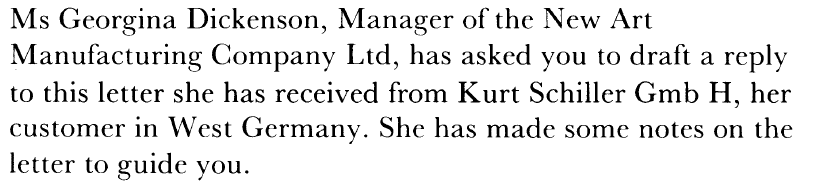 Ms Georgina Dickenson, Manager of the New Art
Manufacturing Company Ltd, has asked you to draft a reply
to this letter she has received from Kurt Schiller Gmb H, her
customer in West Germany. She has made some notes on the
letter to guide you.